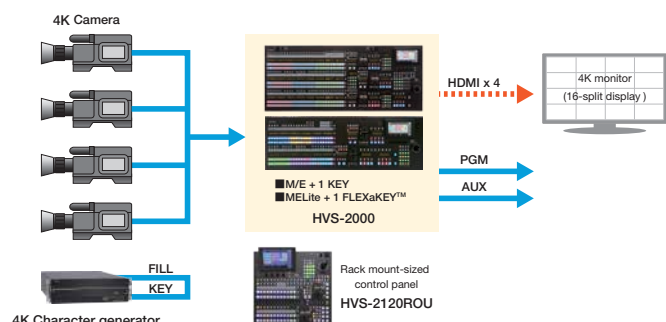 4K Camera
HDMI x 4
4K monitor
(16-split display)
PGM
AUX
■M/E + 1 KEY
■MELite + 1 FLEXaKEY™
HVS-2000
FILL
KEY
4K Character generator
Rack mount-sized
control panel
HVS-2120ROU